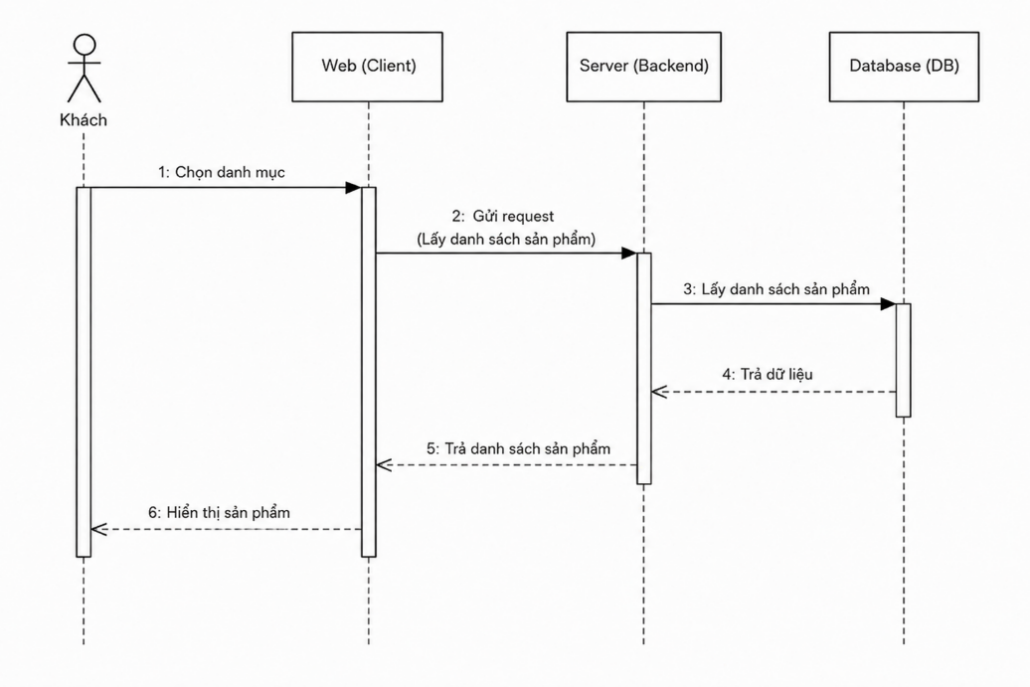 Khách
Web (Client)
Server (Backend)
Database (DB)
1: Chọn danh mục
2: Gửi request
(Lấy danh sách sản phẩm)
3: Lấy danh sách sản phẩm
4: Trả dữ liệu
5: Trả danh sách sản phẩm
6: Hiển thị sản phẩm